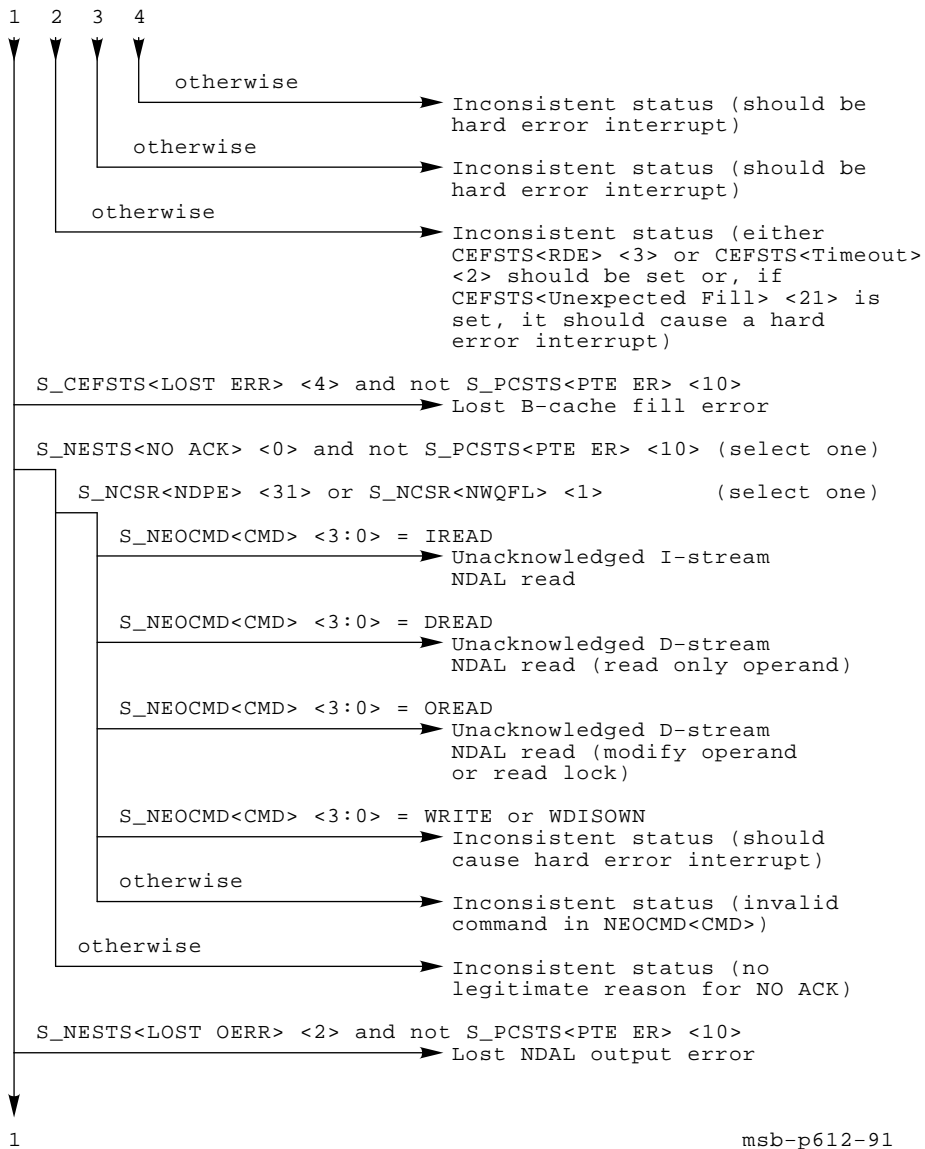 1 2 3 4
otherwise
Inconsistent status (should be
hard error interrupt)
otherwise
Inconsistent status (should be
hard error interrupt)
otherwise
Inconsistent status (either
CEFSTS<RDE> <3> or CEFSTS<Timeout>
<2> should be set or, if
CEFSTS<Unexpected Fill> <21> is
set, it should cause a hard
error interrupt)
S_CEFSTS<LOST ERR> <4> and not S_PCSTS<PTE ER> <10>
Lost B-cache fill error
S_NESTS<NO ACK> <0> and not S_PCSTS<PTE ER> <10> (select one)
S_NCSR<NDPE> <31> or S_NCSR<NWQFL> <1> (select one)
S_NEOCMD<CMD> <3:0> = IREAD
Unacknowledged I-stream
NDAL read
S_NEOCMD<CMD> <3:0> = DREAD
Unacknowledged D-stream
NDAL read (read only operand)
S_NEOCMD<CMD> <3:0> = OREAD
Unacknowledged D-stream
NDAL read (modify operand
or read lock)
S_NEOCMD<CMD> <3:0> = WRITE or WDISOWN
Inconsistent status (should
cause hard error interrupt)
otherwise
Inconsistent status (invalid
command in NEOCMD<CMD>)
otherwise
Inconsistent status (no
legitimate reason for NO ACK)
S_NESTS<LOST OERR> <2> and not S_PCSTS<PTE ER> <10>
Lost NDAL output error
1
msb-p612-91